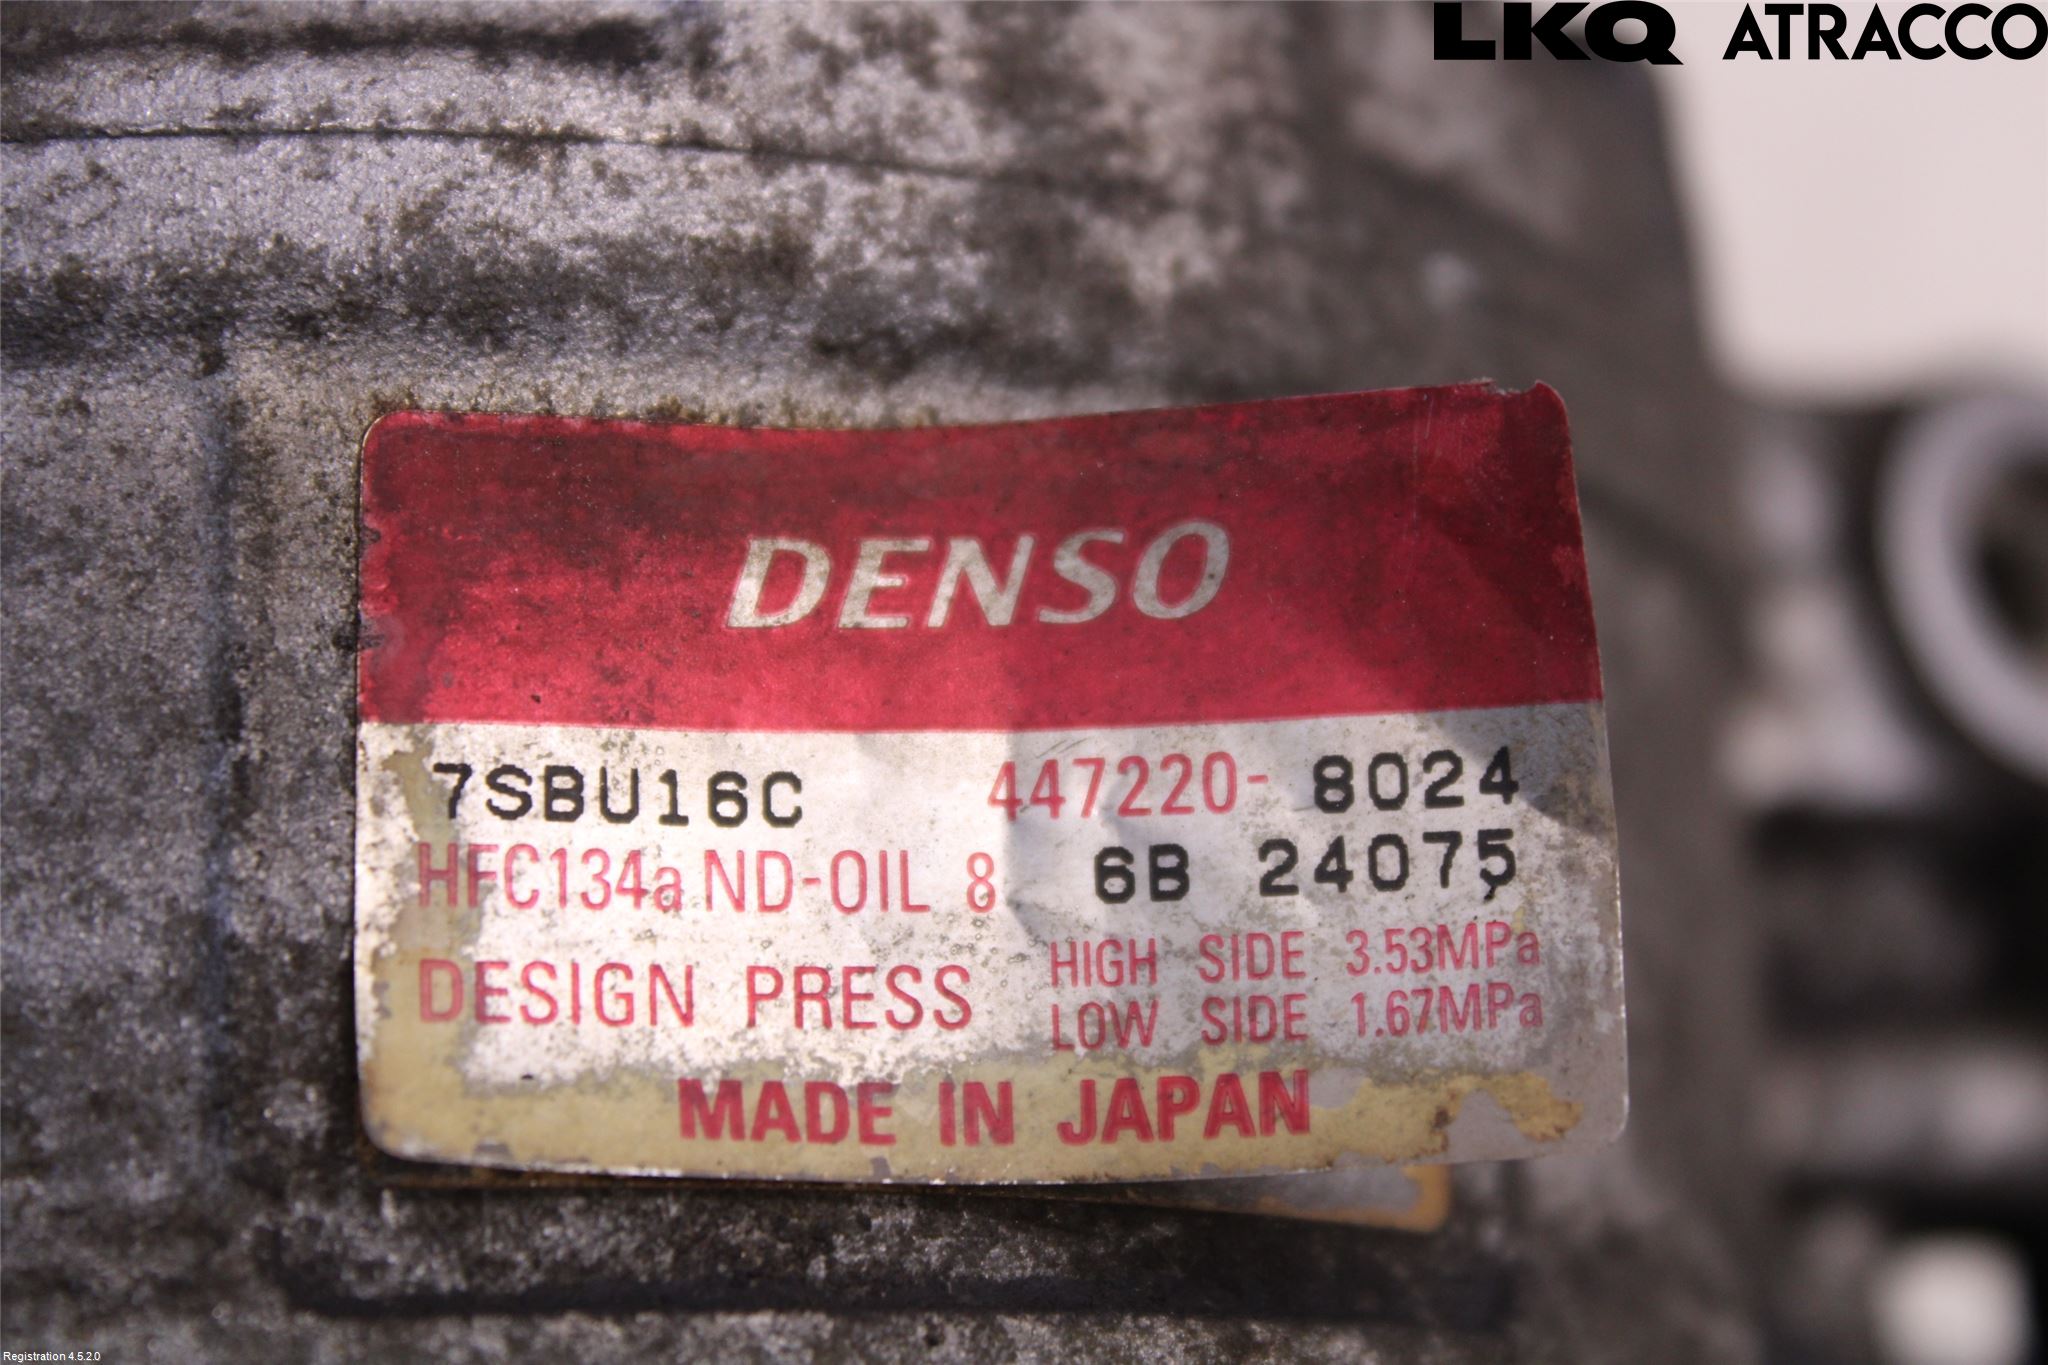 LKQ ATRACCO
DENSO
7SBU16C 447220- 8024
HFC134a ND-OIL 8 6B 24075
DESIGN PRESS HIGH SIDE 3.53MPa
LOW SIDE 1.67MPa
MADE IN JAPAN
Registration 4.5.2.0